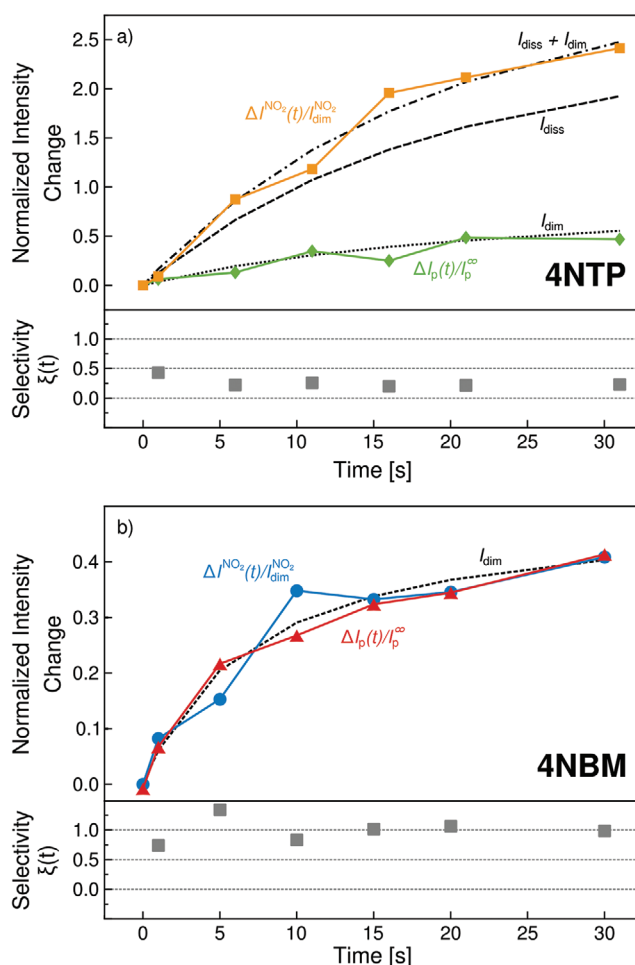 a)
I_diss + I_dim
ΔI^NO₂(t)/I_dim^NO₂
I_diss
I_dim
ΔI_p(t)/I_p^∞
4NTP
Normalized Intensity
Change
2.5
2.0
1.5
1.0
0.5
0.0
Selectivity
ξ(t)
1.0
0.5
0.0
0 5 10 15 20 25 30
Time [s]
b)
ΔI^NO₂(t)/I_dim^NO₂
I_dim
ΔI_p(t)/I_p^∞
4NBM
Normalized Intensity
Change
0.4
0.3
0.2
0.1
0.0
Selectivity
ξ(t)
1.0
0.5
0.0
0 5 10 15 20 25 30
Time [s]